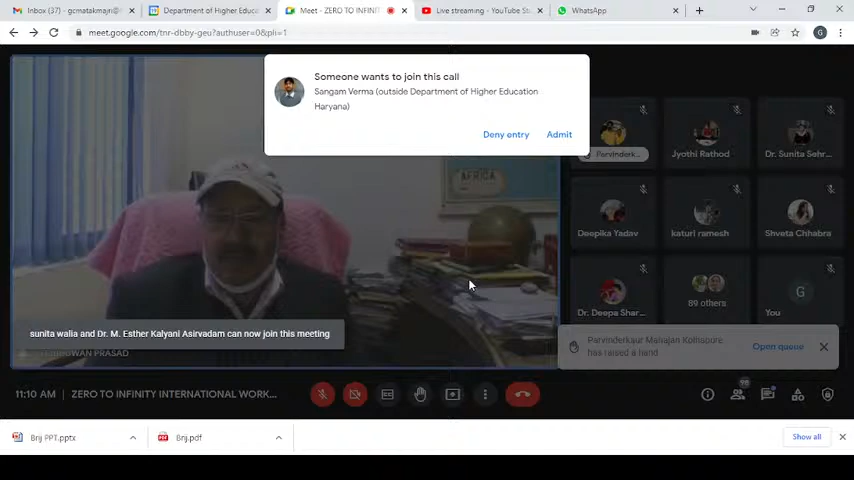 Inbox (37) - gcmatakmajri@
Department of Higher Educa
Meet - ZERO TO INFINIT
Live streaming - YouTube St
WhatsApp
meet.google.com/tnr-dbby-geu?authuser=0&pli=1
G
Someone wants to join this call
Sangam Verma (outside Department of Higher Education
Haryana)
Deny entry
Admit
AFRICA
Parvinderk...
Jyothi Rathod
Dr. Sunita Sehr...
Deepika Yadav
katuri ramesh
Shveta Chhabra
Dr. Deepa Shar...
89 others
G
You
sunita walia and Dr. M. Esther Kalyani Asirvadam can now join this meeting
PRASAD
Parvinderkaur Mahajan Kolhapure
has raised a hand
Open queue
11:10 AM | ZERO TO INFINITY INTERNATIONAL WORK...
98
Brij PPT.pptx
Brij.pdf
Show all